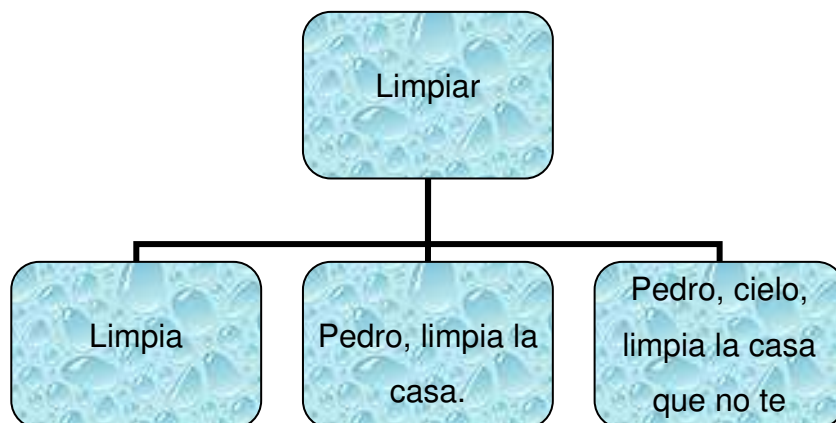 Limpiar
Limpia
Pedro, limpia la
casa.
Pedro, cielo,
limpia la casa
que no te